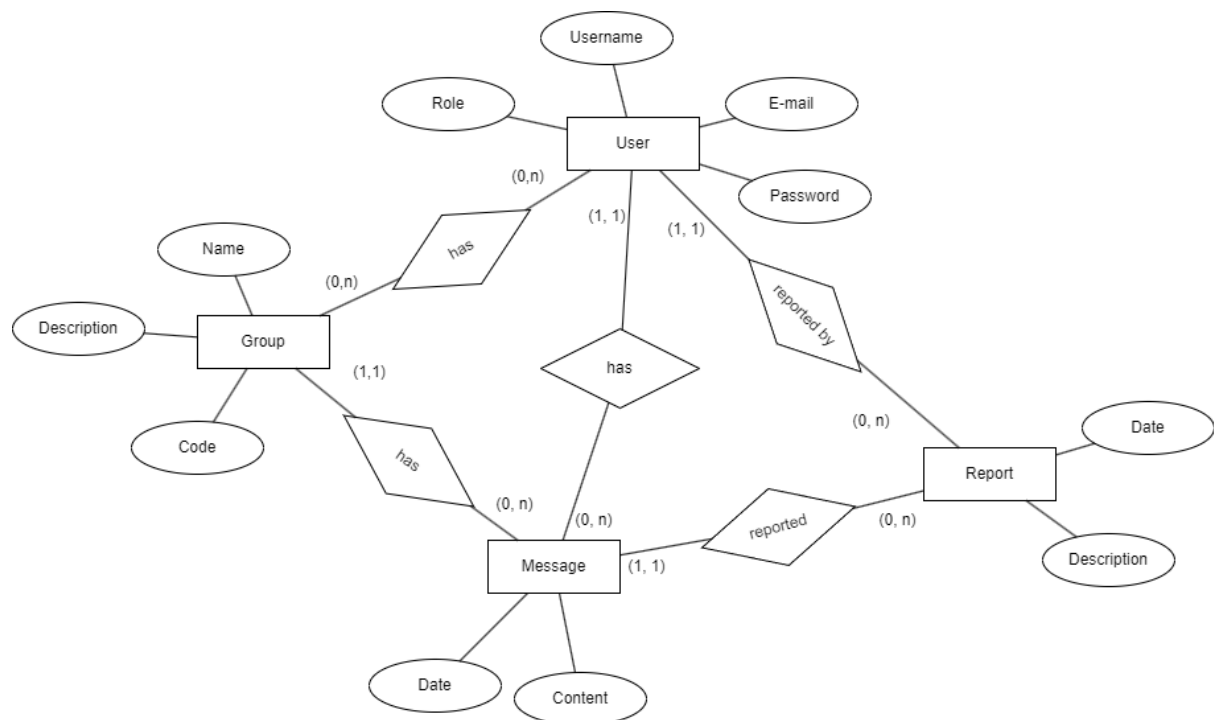 Username
Role
E-mail
User
(0,n)
Password
(1, 1)
(1, 1)
has
Name
(0,n)
Description
reported by
Group
(1,1)
has
(0, n)
Date
Code
has
Report
(0, n)
(0, n)
reported
(0, n)
Message
(1, 1)
Description
Date
Content